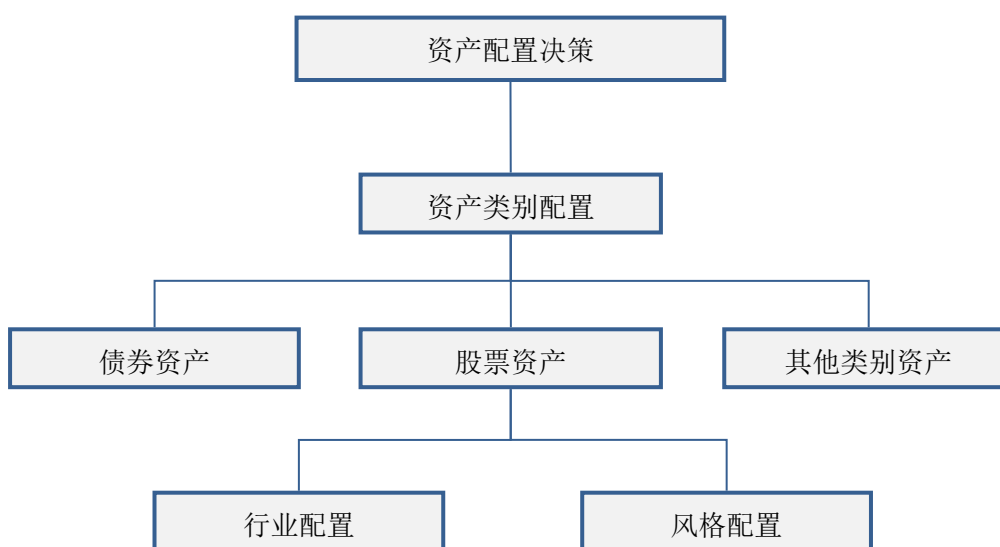 资产配置决策
资产类别配置
债券资产
股票资产
其他类别资产
行业配置
风格配置